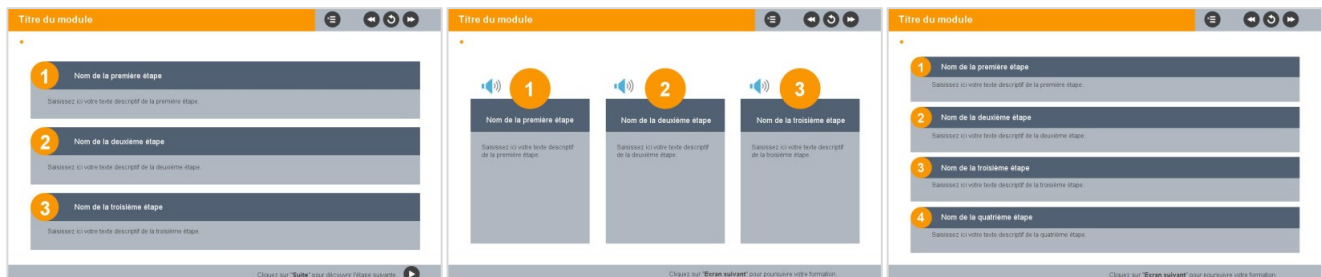 Titre du module
1
Nom de la première étape
Saisissez ici votre texte descriptif de la première étape.
2
Nom de la deuxième étape
Saisissez ici votre texte descriptif de la deuxième étape.
3
Nom de la troisième étape
Saisissez ici votre texte descriptif de la troisième étape.
Cliquez sur "Suite" pour découvrir l'étape suivante.
Titre du module
1
Nom de la première étape
Saisissez ici votre texte descriptif
de la première étape.
2
Nom de la deuxième étape
Saisissez ici votre texte descriptif
de la deuxième étape.
3
Nom de la troisième étape
Saisissez ici votre texte descriptif
de la troisième étape.
Cliquez sur "Ecran suivant" pour poursuivre votre formation.
Titre du module
1
Nom de la première étape
Saisissez ici votre texte descriptif de la première étape.
2
Nom de la deuxième étape
Saisissez ici votre texte descriptif de la deuxième étape.
3
Nom de la troisième étape
Saisissez ici votre texte descriptif de la troisième étape.
4
Nom de la quatrième étape
Saisissez ici votre texte descriptif de la quatrième étape.
Cliquez sur "Ecran suivant" pour poursuivre votre formation.